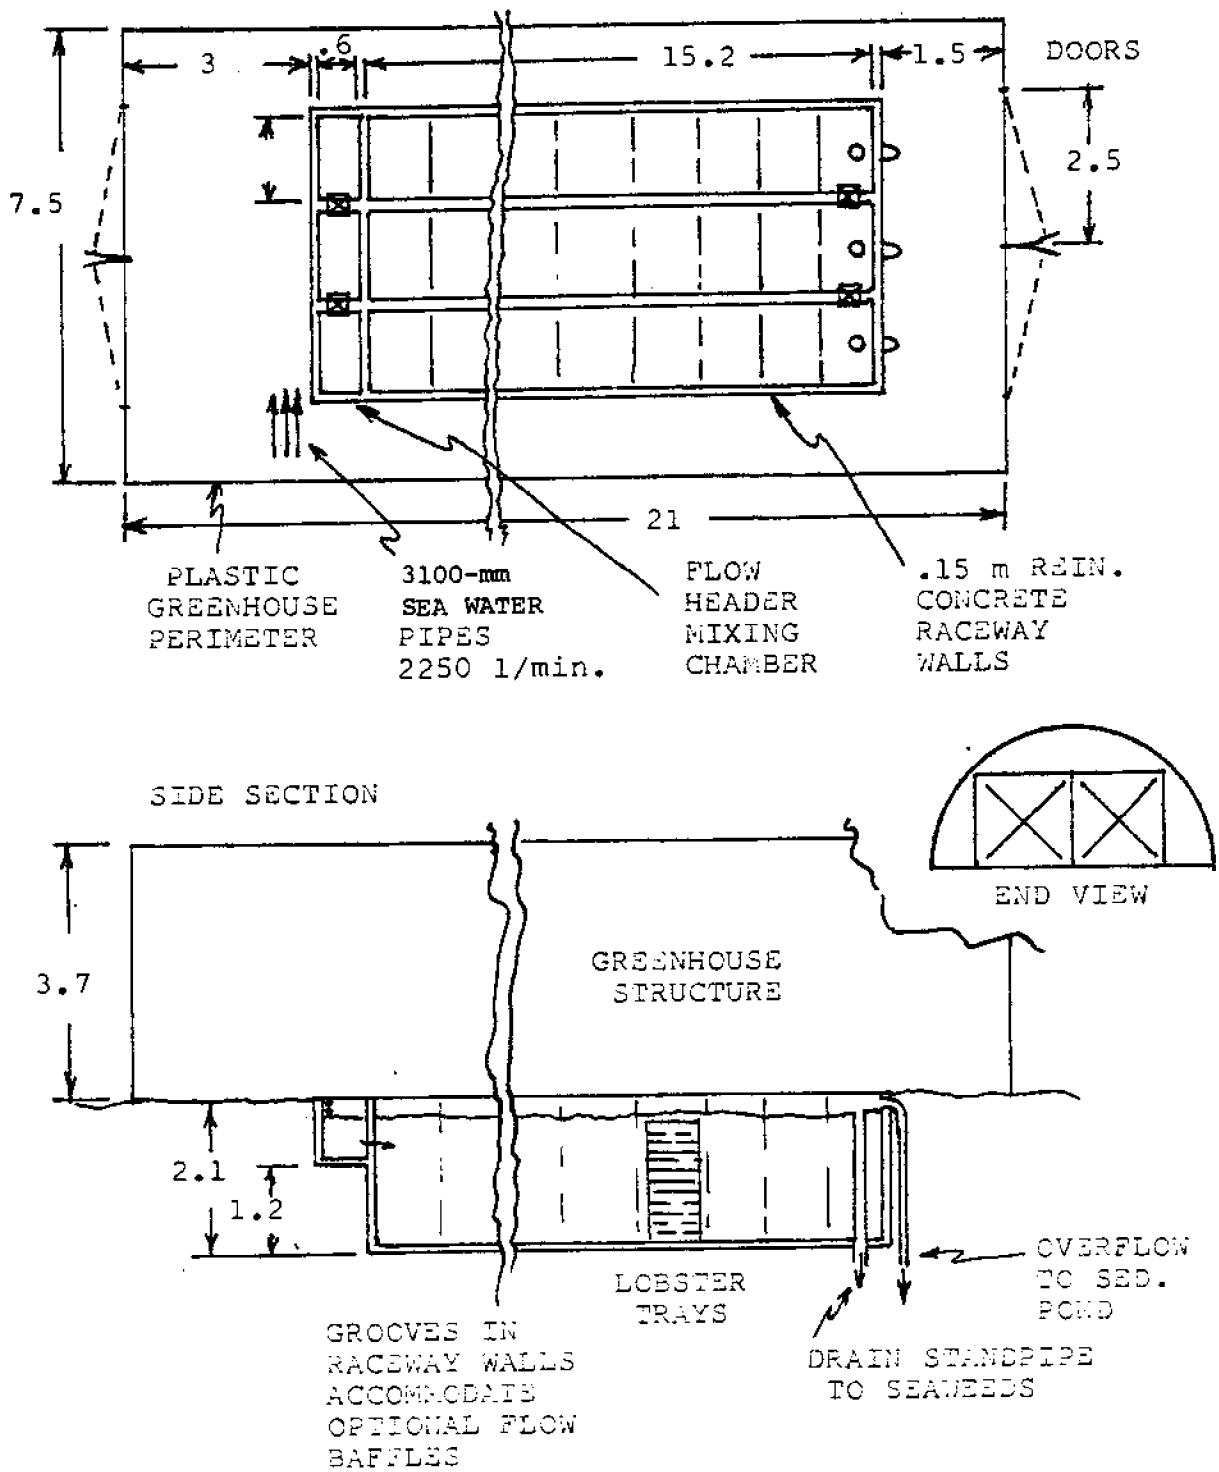 .6
3
15.2
1.5
DOORS
2.5
7.5
21
PLASTIC
GREENHOUSE
PERIMETER
3100-mm
SEA WATER
PIPES
2250 l/min.
FLOW
HEADER
MIXING
CHAMBER
.15 m REIN.
CONCRETE
RACEWAY
WALLS
SIDE SECTION
END VIEW
3.7
GREENHOUSE
STRUCTURE
2.1
1.2
LOBSTER
TRAYS
OVERFLOW
TO SED.
POND
GROOVES IN
RACEWAY WALLS
ACCOMMODATE
OPTIONAL FLOW
BAFFLES
DRAIN STANDPIPE
TO SEAWEEDS